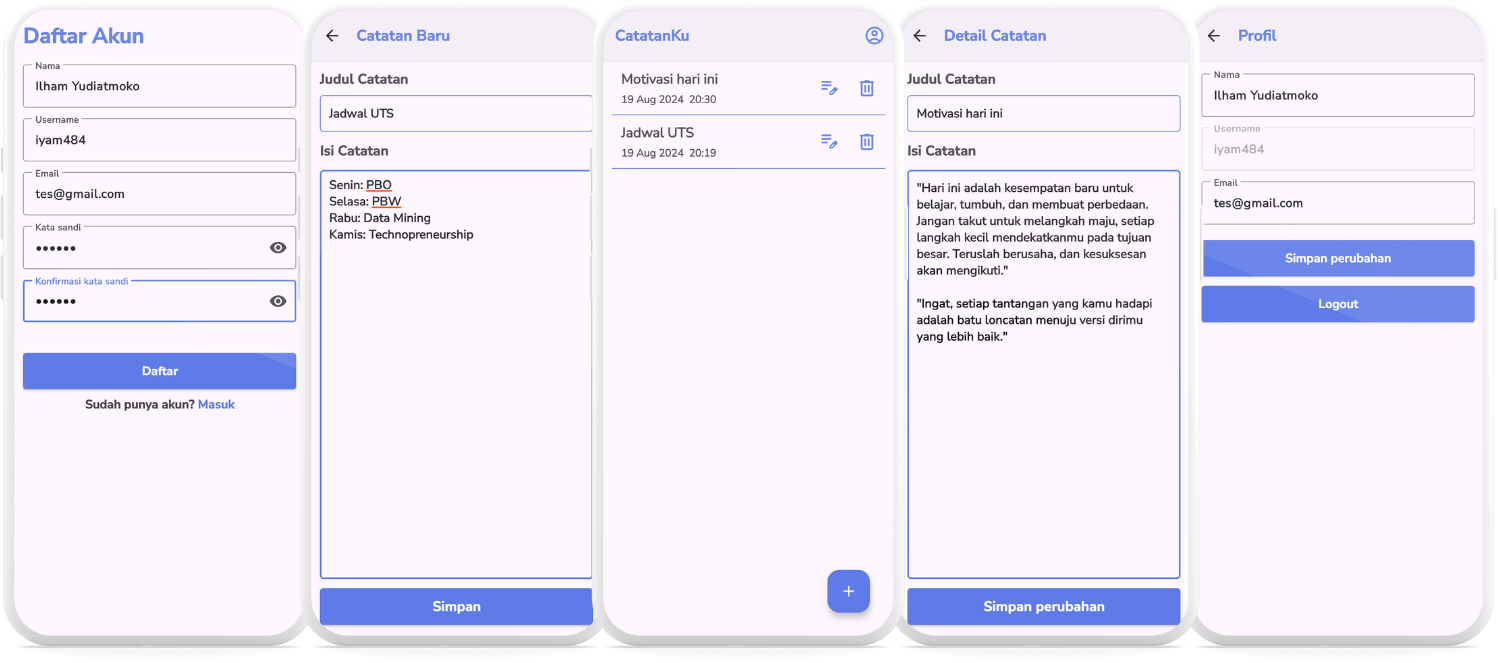 Daftar Akun
Nama
Ilham Yudiatmoko
Username
iyam484
Email
tes@gmail.com
Kata sandi
••••••
Konfirmasi kata sandi
••••••
Daftar
Sudah punya akun? Masuk
Catatan Baru
Judul Catatan
Jadwal UTS
Isi Catatan
Senin: PBO
Selasa: PBW
Rabu: Data Mining
Kamis: Technopreneurship
Simpan
CatatanKu
Motivasi hari ini
19 Aug 2024 20:30
Jadwal UTS
19 Aug 2024 20:19
+
Detail Catatan
Judul Catatan
Motivasi hari ini
Isi Catatan
"Hari ini adalah kesempatan baru untuk
belajar, tumbuh, dan membuat perbedaan.
Jangan takut untuk melangkah maju, setiap
langkah kecil mendekatkanmu pada tujuan
besar. Teruslah berusaha, dan kesuksesan
akan mengikuti."
"Ingat, setiap tantangan yang kamu hadapi
adalah batu loncatan menuju versi dirimu
yang lebih baik."
Simpan perubahan
Profil
Nama
Ilham Yudiatmoko
Username
iyam484
Email
tes@gmail.com
Simpan perubahan
Logout